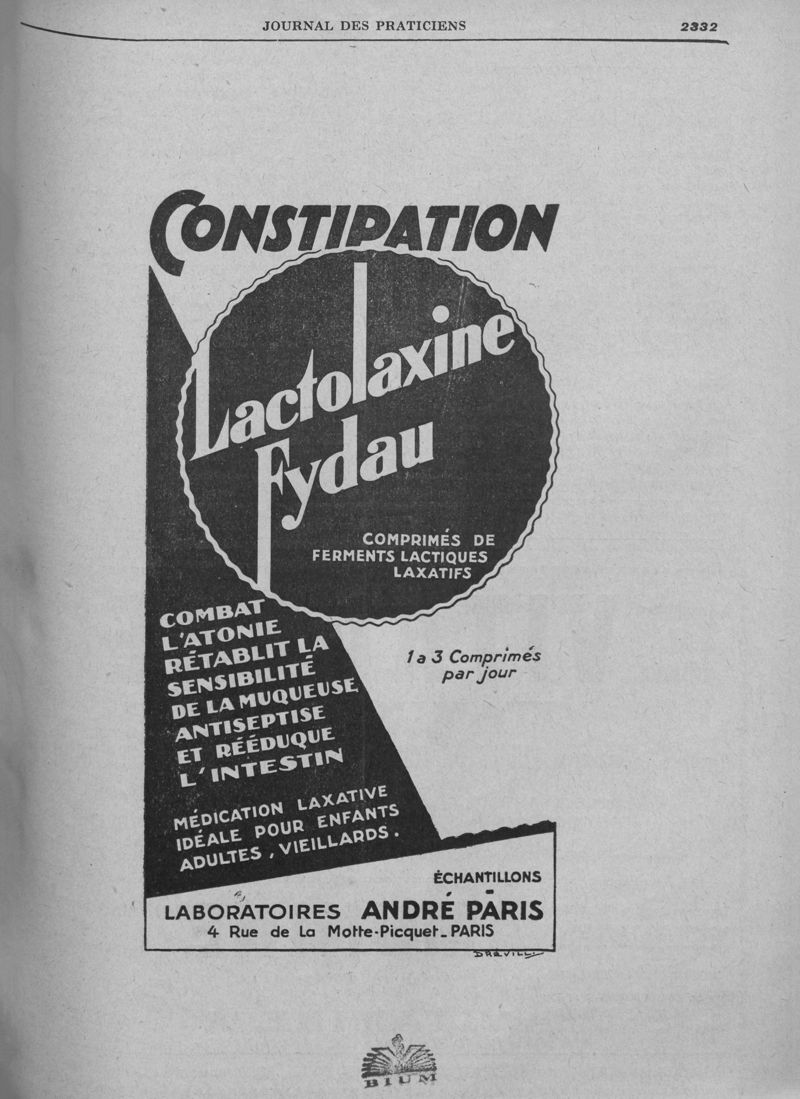 JOURNAL DES PRATICIENS 2332
CONSTIPATION
Lactolaxine
Fydau
COMPRIMÉS DE
FERMENTS LACTIQUES
LAXATIFS
COMBAT
L'ATONIE
RÉTABLIT LA
SENSIBILITÉ
DE LA MUQUEUSE
ANTISEPTISE
ET RÉÉDUQUE
L'INTESTIN
1 a 3 Comprimés
par jour
MÉDICATION LAXATIVE
IDÉALE POUR ENFANTS
ADULTES, VIEILLARDS.
ÉCHANTILLONS
LABORATOIRES ANDRÉ PARIS
4 Rue de La Motte-Picquet_PARIS
BIUM